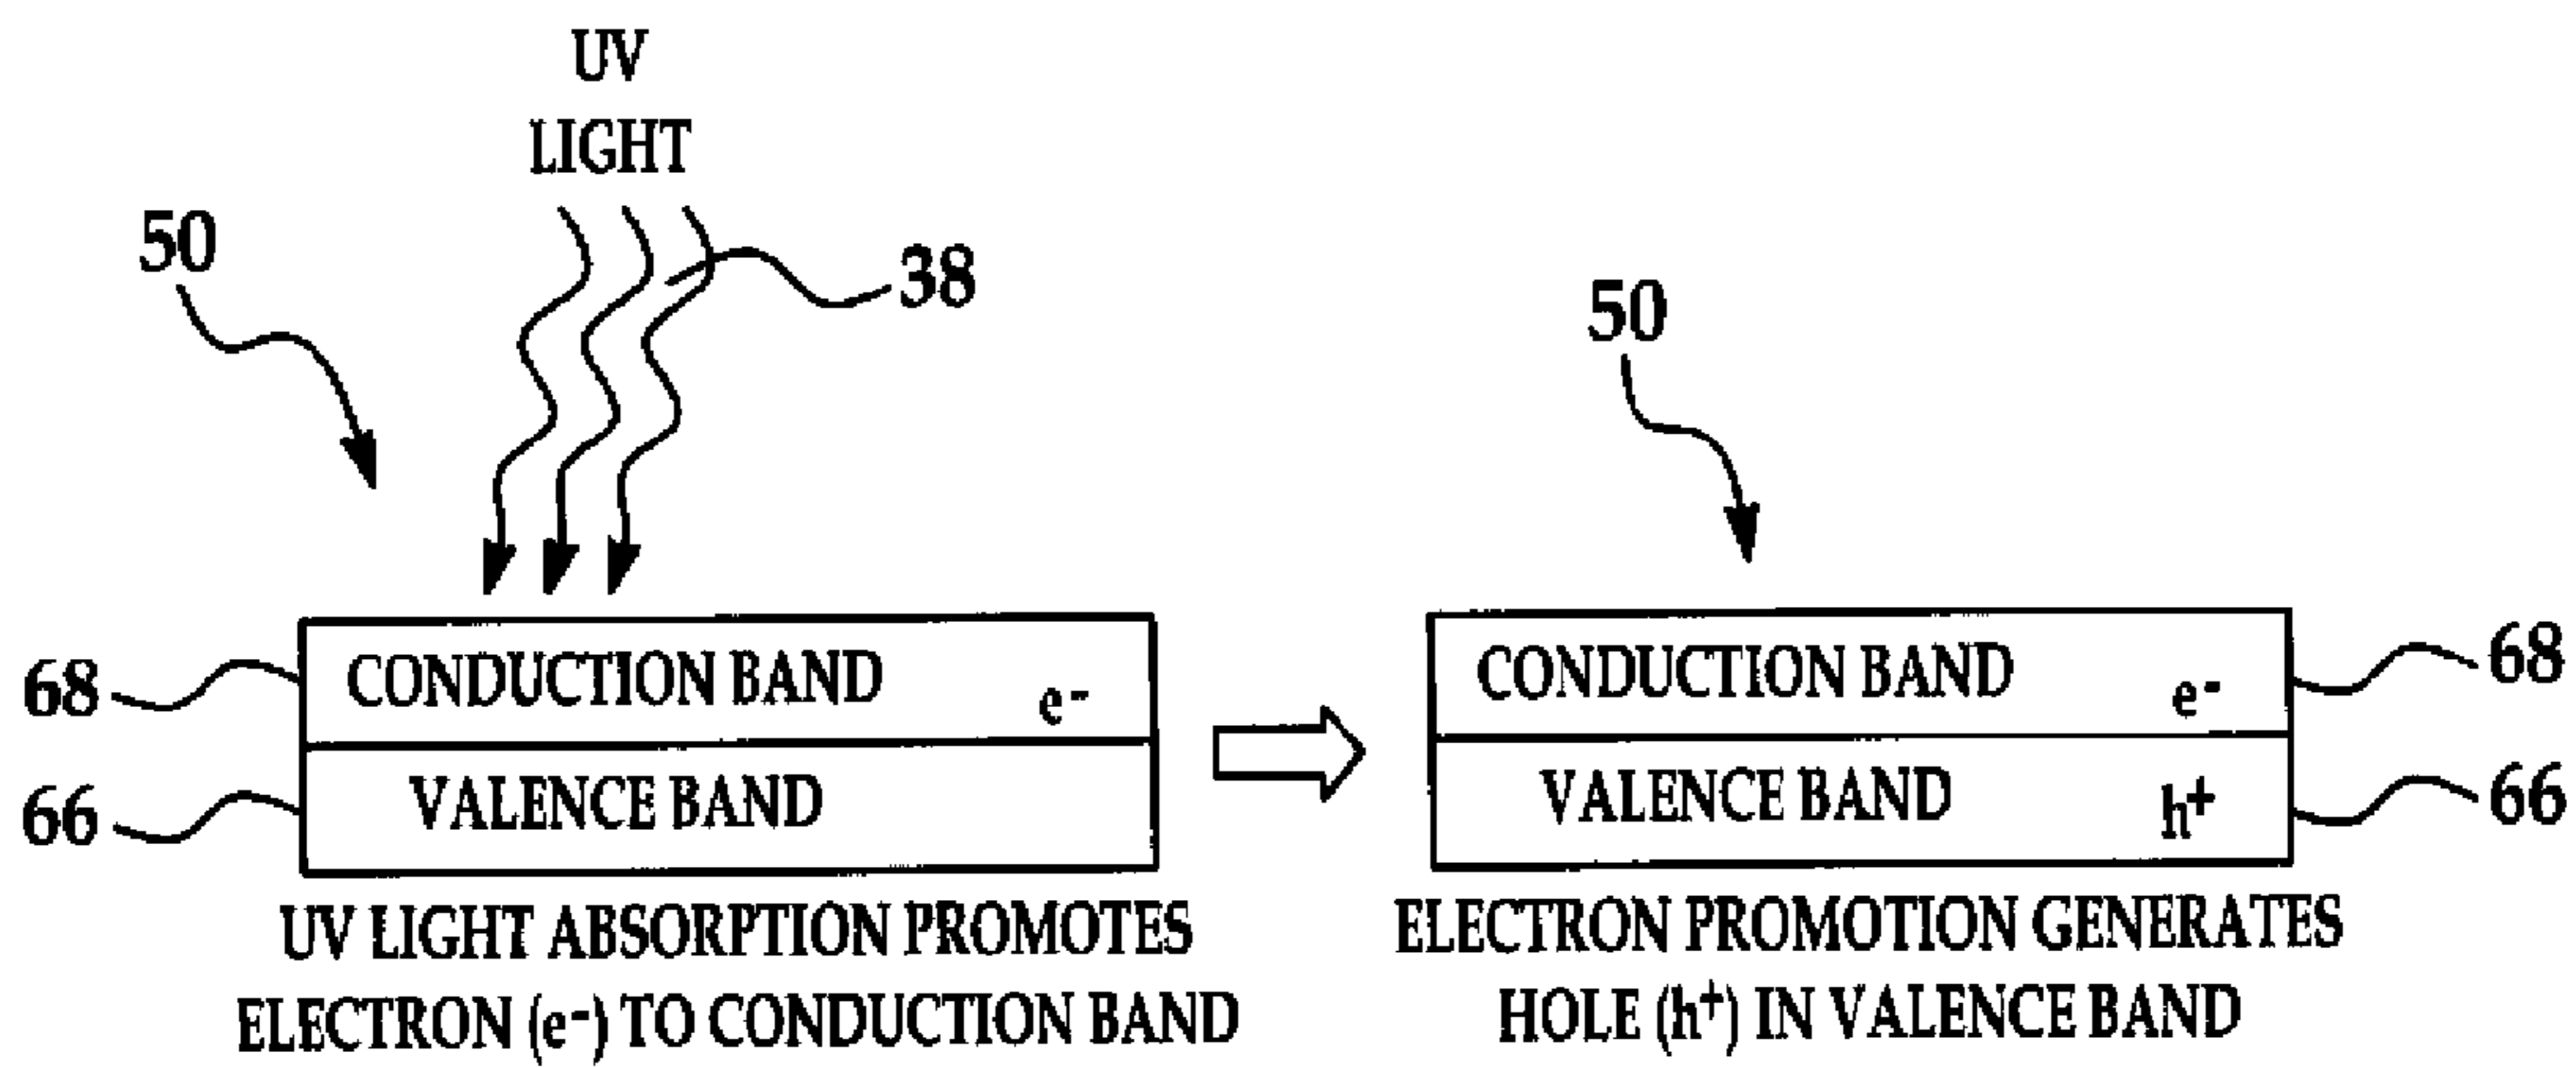 UV
LIGHT
50
38
50
68
CONDUCTION BAND
e-
CONDUCTION BAND
e-
68
66
VALENCE BAND
VALENCE BAND
h+
66
UV LIGHT ABSORPTION PROMOTES
ELECTRON (e-) TO CONDUCTION BAND
ELECTRON PROMOTION GENERATES
HOLE (h+) IN VALENCE BAND